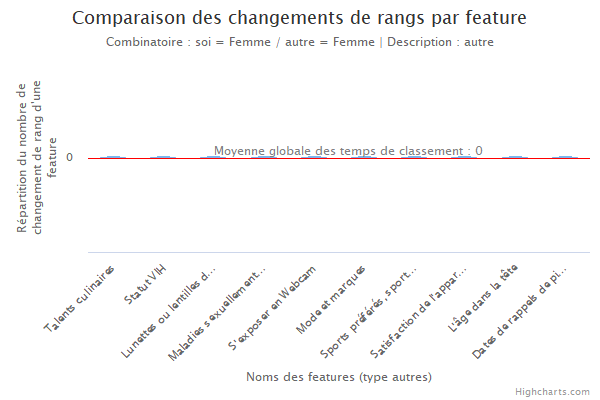 Comparaison des changements de rangs par feature
Combinatoire : soi = Femme / autre = Femme | Description : autre
Répartition du nombre de
changement de rang d'une
feature
0
Moyenne globale des temps de classement : 0
Talents culinaires
Statut VIH
Lunettes ou lentilles d...
Maladies sexuellement...
S'exposer en Webcam
Mode et marques
Sports préférés, sport...
Satisfaction de l'appar...
L'âge dans la tête
Dates de rappels de pi...
Noms des features (type autres)
Highcharts.com